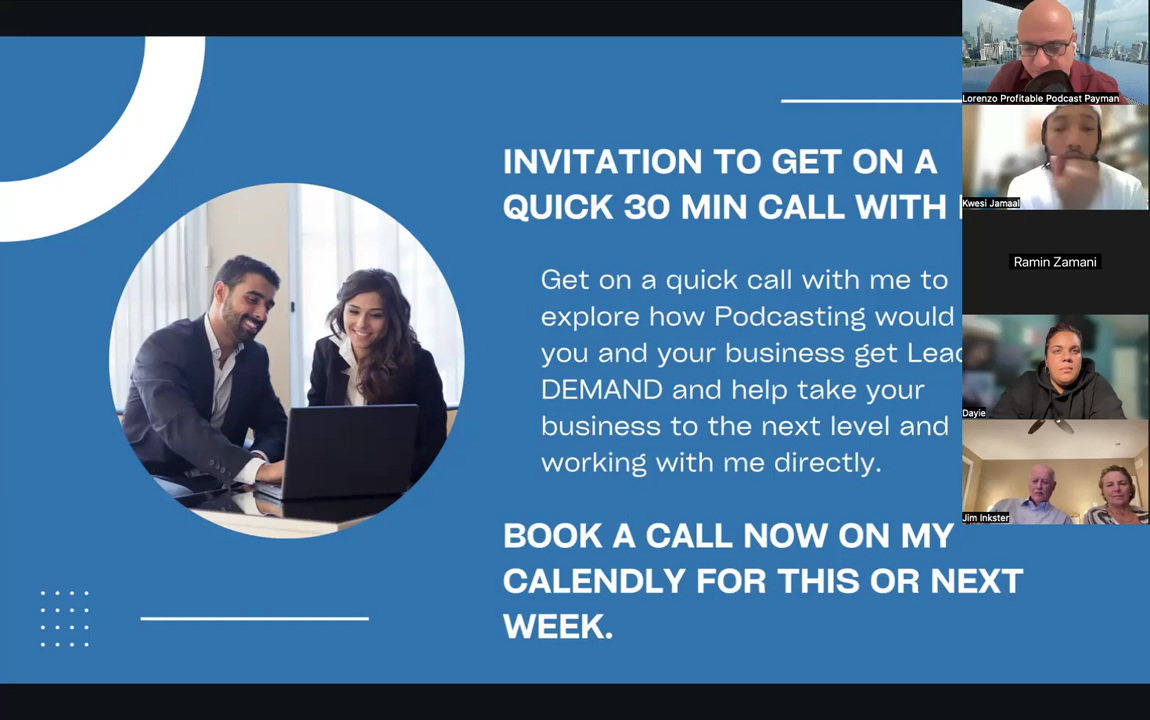 INVITATION TO GET ON A
QUICK 30 MIN CALL WITH
Get on a quick call with me to
explore how Podcasting would
you and your business get
DEMAND and help take your
business to the next level and
working with me directly.
BOOK A CALL NOW ON MY
CALENDLY FOR THIS OR NEXT
WEEK.
Lorenzo Profitable Podcast Payman
Kwesi Jamaal
Ramin Zamani
Dayie
Jim Inkster